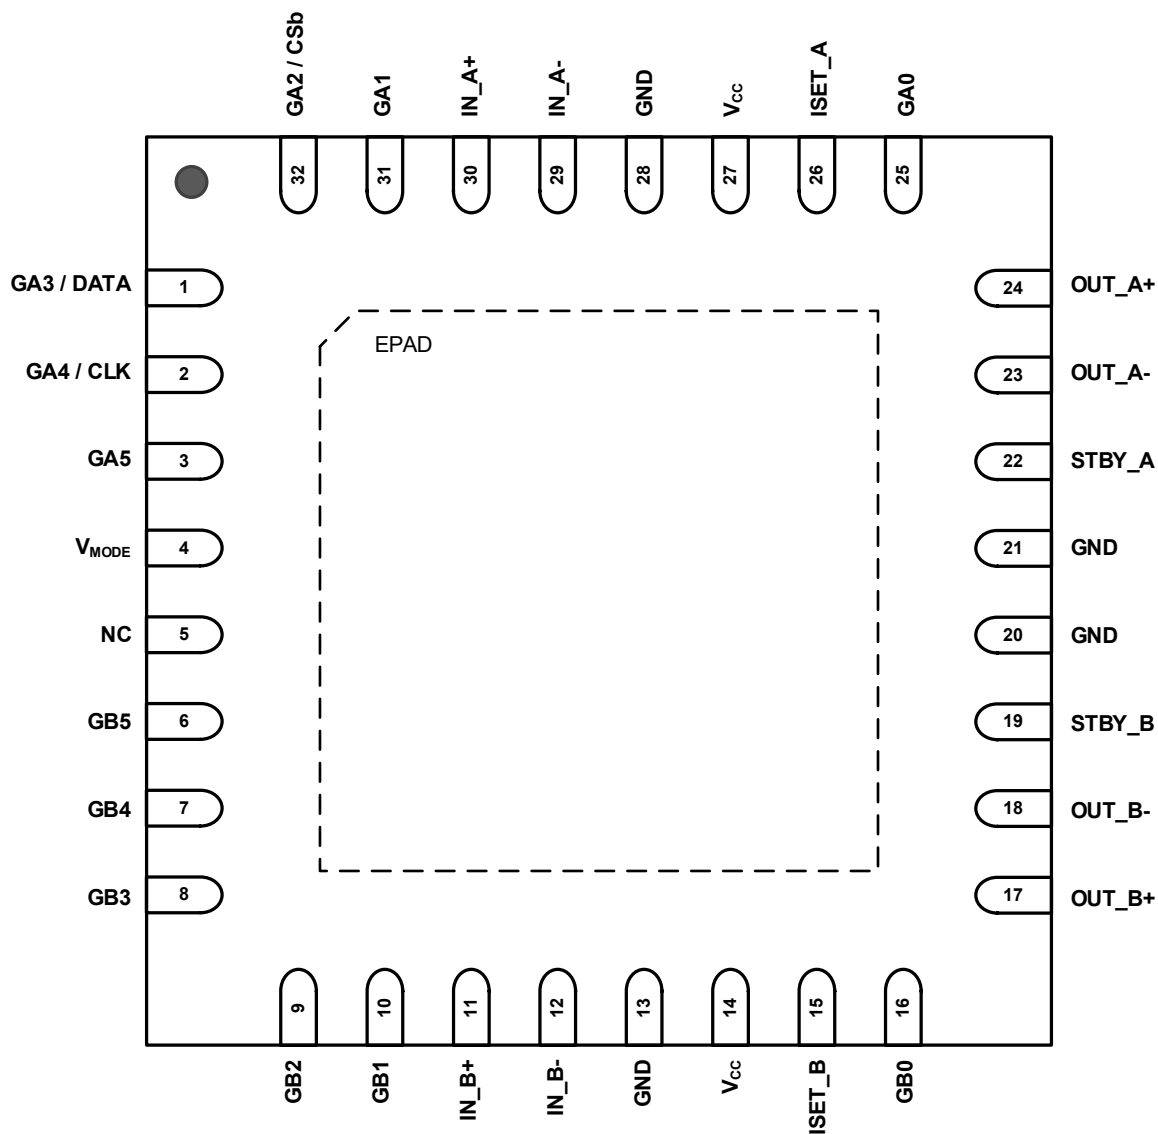 GA2 / CSb
GA1
IN_A+
IN_A-
GND
VCC
ISET_A
GA0
32
31
30
29
28
27
26
25
GA3 / DATA
1
24
OUT_A+
EPAD
GA4 / CLK
2
23
OUT_A-
GA5
3
22
STBY_A
VMODE
4
21
GND
NC
5
20
GND
GB5
6
19
STBY_B
GB4
7
18
OUT_B-
GB3
8
17
OUT_B+
9
10
11
12
13
14
15
16
GB2
GB1
IN_B+
IN_B-
GND
VCC
ISET_B
GB0